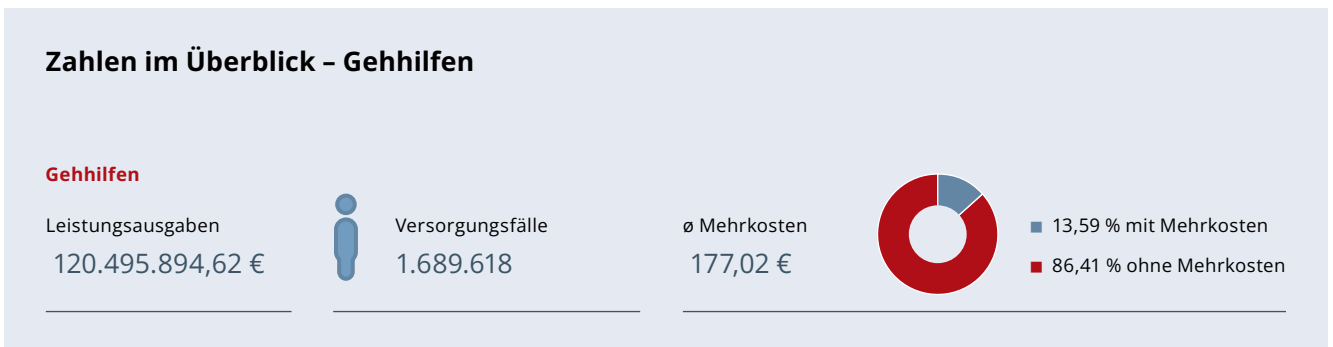 Zahlen im Überblick – Gehhilfen
Gehhilfen
Leistungsausgaben
120.495.894,62 €
Versorgungsfälle
1.689.618
ø Mehrkosten
177,02 €
13,59 % mit Mehrkosten
86,41 % ohne Mehrkosten